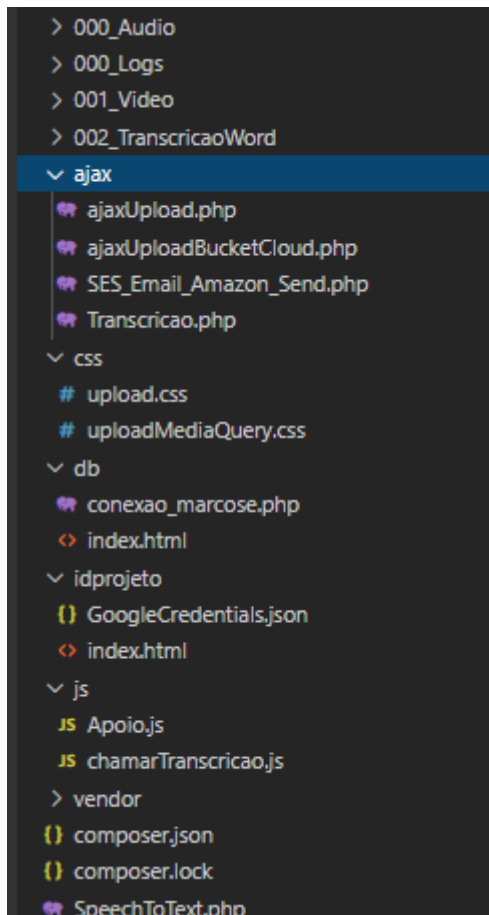 000_Audio
000_Logs
001_Video
002_TranscricaoWord
ajax
ajaxUpload.php
ajaxUploadBucketCloud.php
SES_Email_Amazon_Send.php
Transcricao.php
css
# upload.css
# uploadMediaQuery.css
db
conexao_marcose.php
<> index.html
idprojeto
{} GoogleCredentials.json
<> index.html
js
JS Apoio.js
JS chamarTranscricao.js
vendor
{} composer.json
{} composer.lock
SpeechToText.php